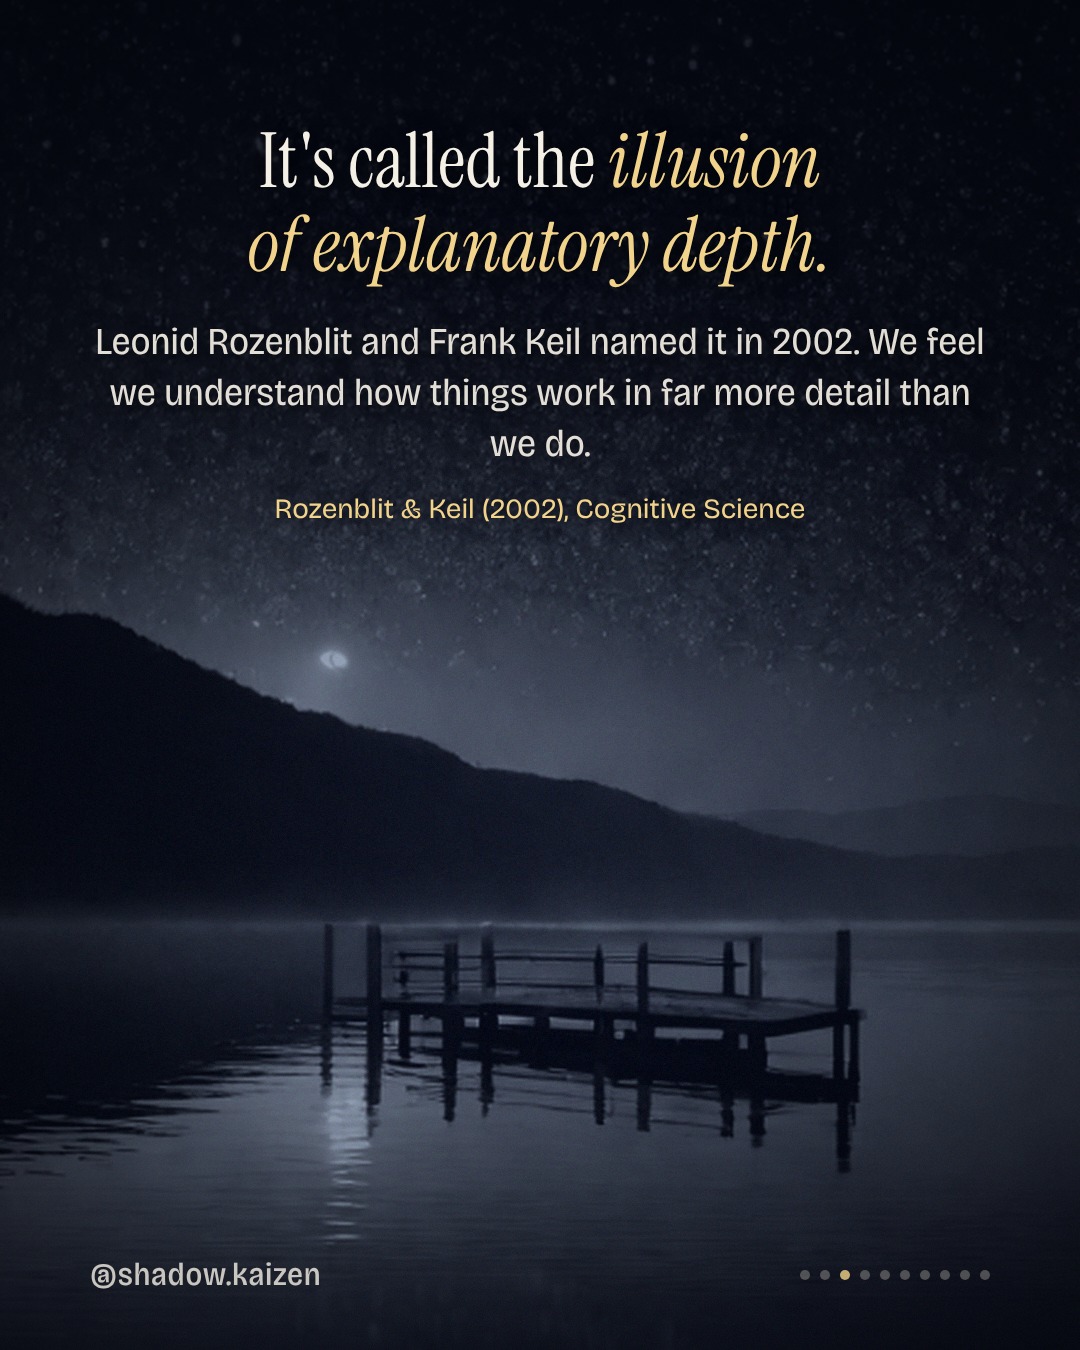 It's called the illusion
of explanatory depth.
Leonid Rozenblit and Frank Keil named it in 2002. We feel
we understand how things work in far more detail than
we do.
Rozenblit & Keil (2002), Cognitive Science
@shadow.kaizen